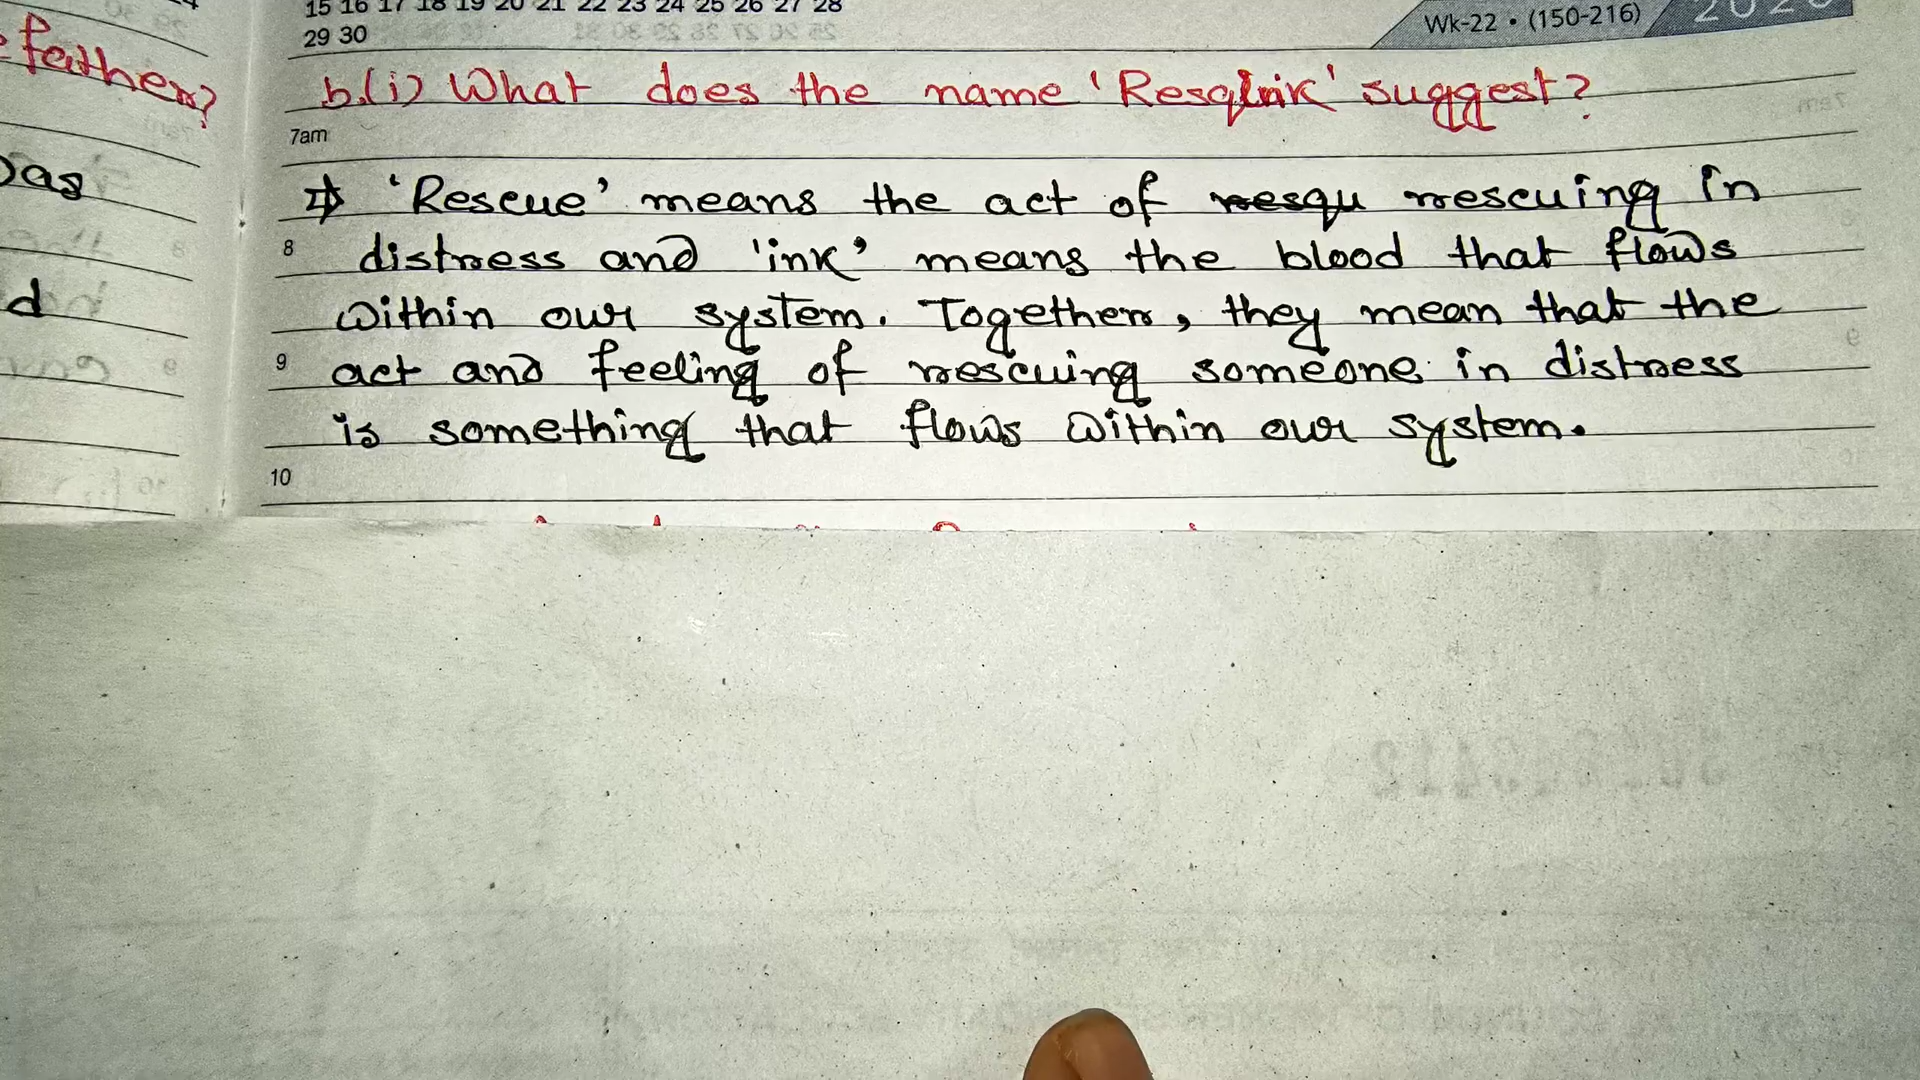 15 16 17 18 19 20 21 22 23 24 25 26 27 28
29 30
Wk-22 • (150-216)
father?
b.(i) What does the name 'Resqink' suggest?
7am
'Rescue' means the act of resqu rescuing in
8 distress and 'ink' means the blood that flows
within our system. Together, they mean that the
9 act and feeling of rescuing someone in distress
is something that flows within our system.
10